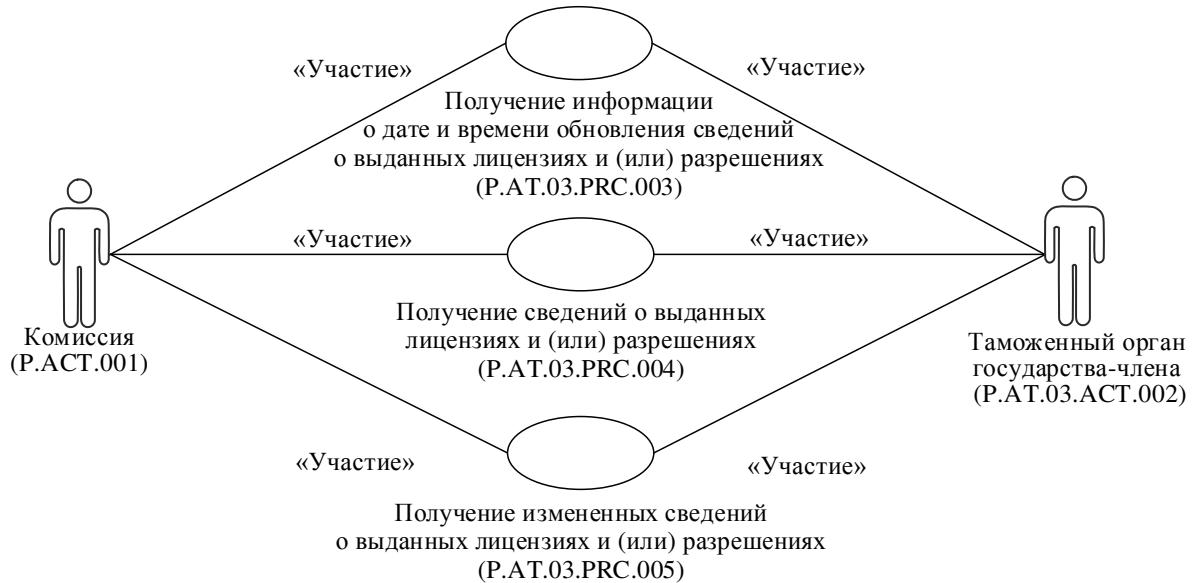 «Участие»
«Участие»
Получение информации
о дате и времени обновления сведений
о выданных лицензиях и (или) разрешениях
(P.AT.03.PRC.003)
«Участие»
«Участие»
Комиссия
(P.ACT.001)
Получение сведений о выданных
лицензиях и (или) разрешениях
(P.AT.03.PRC.004)
Таможенный орган
государства-члена
(P.AT.03.ACT.002)
«Участие»
«Участие»
Получение измененных сведений
о выданных лицензиях и (или) разрешениях
(P.AT.03.PRC.005)